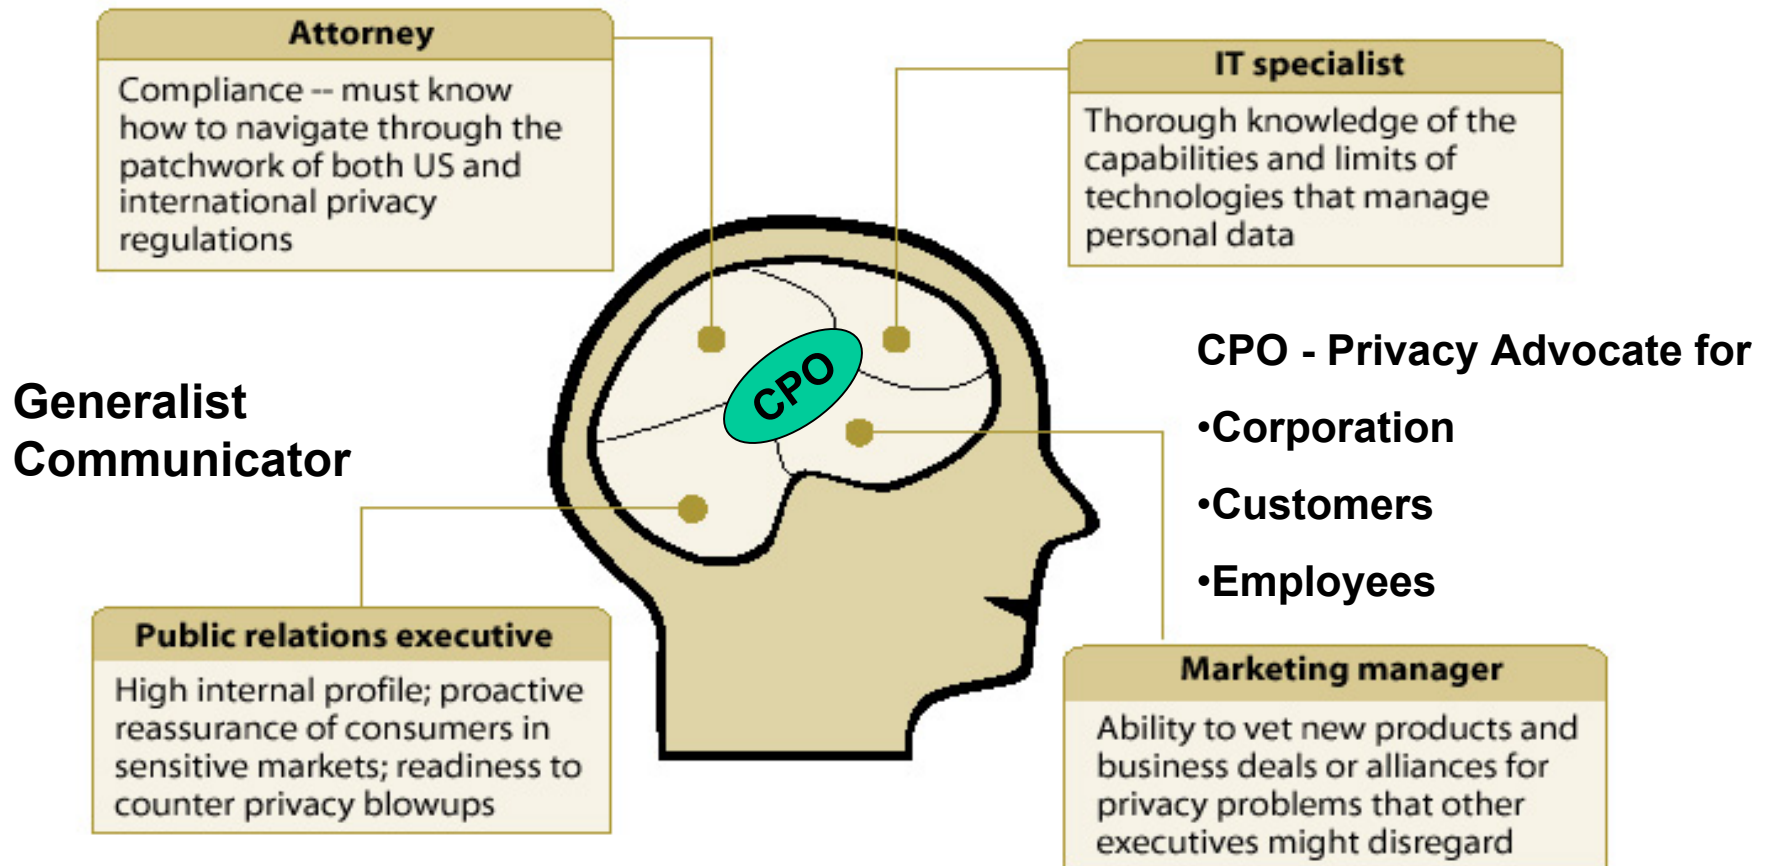 Attorney
Compliance -- must know
how to navigate through the
patchwork of both US and
international privacy
regulations
IT specialist
Thorough knowledge of the
capabilities and limits of
technologies that manage
personal data
Generalist
Communicator
CPO
CPO - Privacy Advocate for
•Corporation
•Customers
•Employees
Public relations executive
High internal profile; proactive
reassurance of consumers in
sensitive markets; readiness to
counter privacy blowups
Marketing manager
Ability to vet new products and
business deals or alliances for
privacy problems that other
executives might disregard